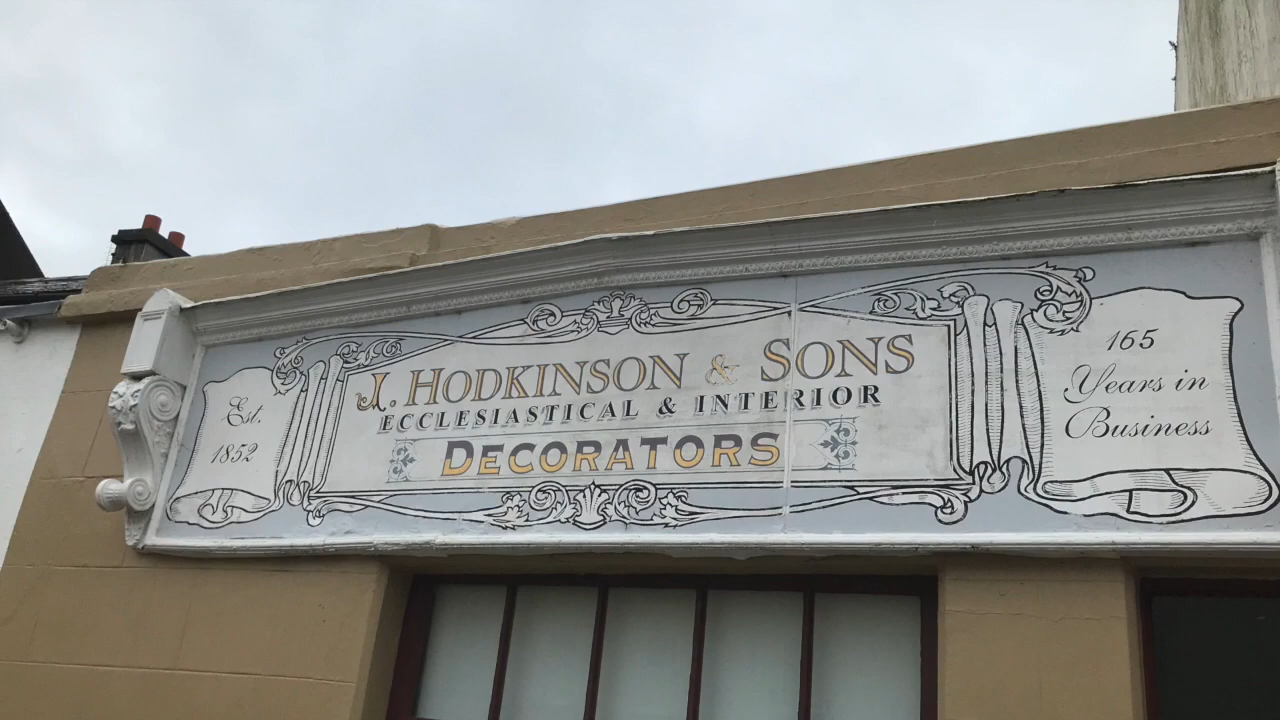 Est.
1852
J. HODKINSON & SONS
ECCLESIASTICAL & INTERIOR
DECORATORS
165
Years in
Business